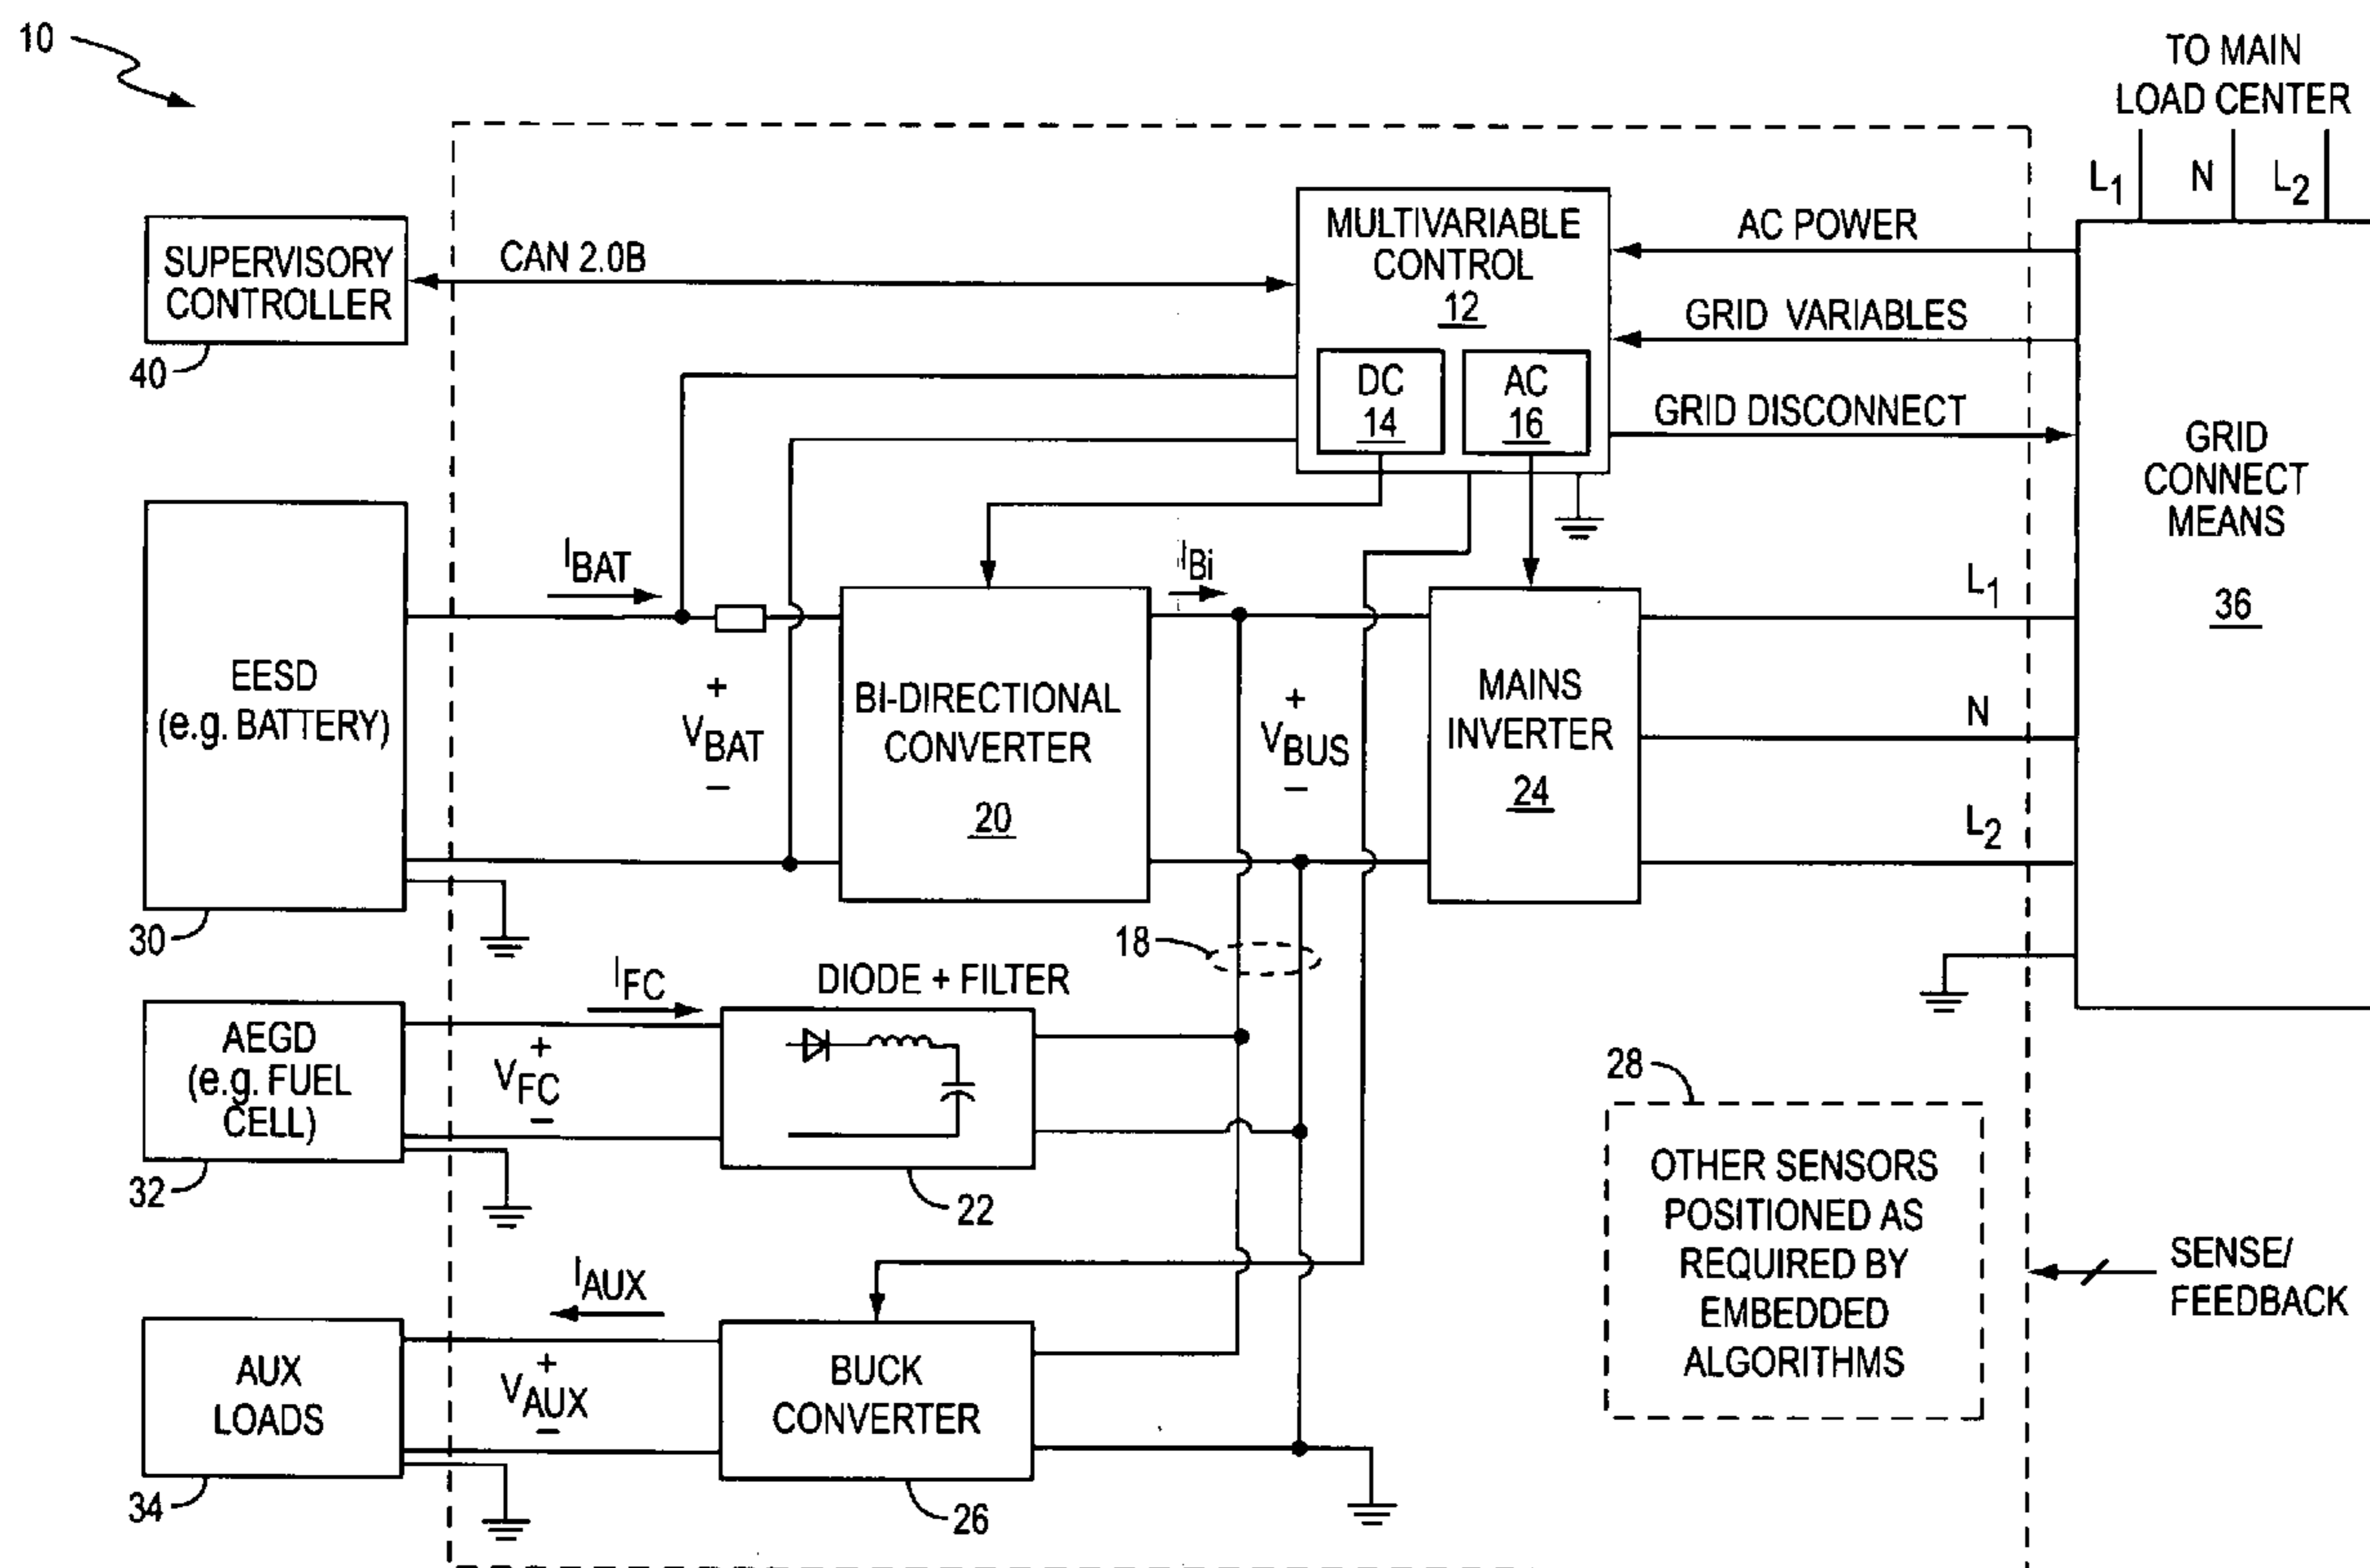 10
TO MAIN
LOAD CENTER
L1 N L2
MULTIVARIABLE
CONTROL
12
DC
14
AC
16
AC POWER
GRID VARIABLES
GRID DISCONNECT
SUPERVISORY
CONTROLLER
40
CAN 2.0B
GRID
CONNECT
MEANS
36
EESD
(e.g. BATTERY)
30
IBAT
+
VBAT
–
BI-DIRECTIONAL
CONVERTER
20
IBi
+
VBUS
–
MAINS
INVERTER
24
L1
N
L2
18
AEGD
(e.g. FUEL
CELL)
32
IFC
+
VFC
–
DIODE + FILTER
22
28
OTHER SENSORS
POSITIONED AS
REQUIRED BY
EMBEDDED
ALGORITHMS
SENSE/
FEEDBACK
AUX
LOADS
34
IAUX
+
VAUX
–
BUCK
CONVERTER
26